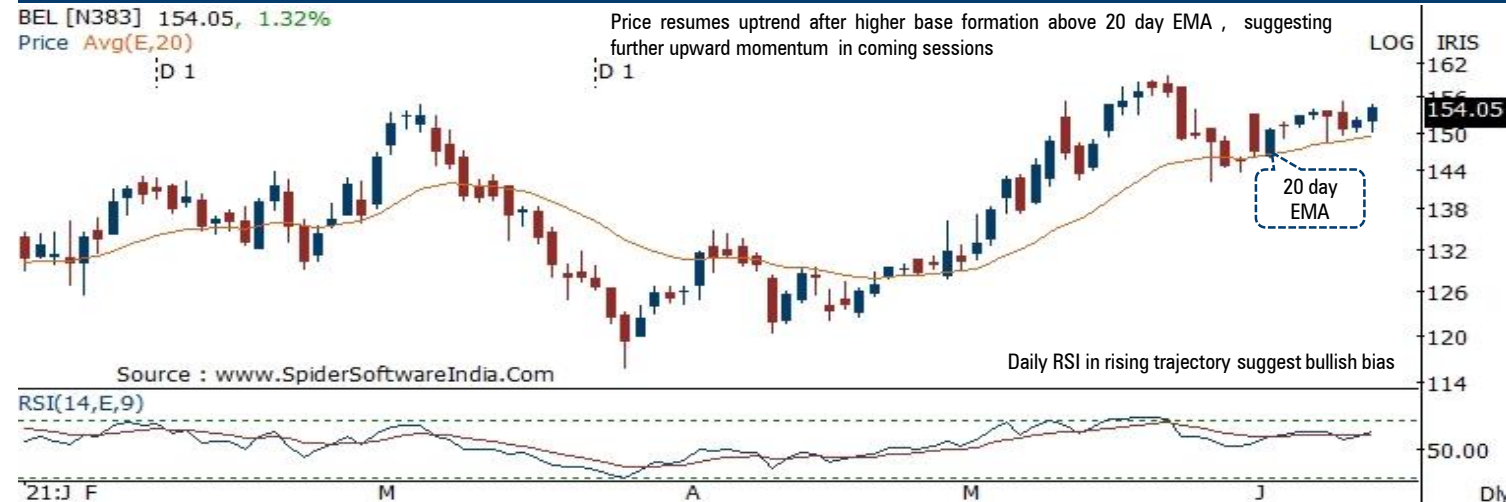 BEL [N383] 154.05, 1.32%
Price Avg(E,20)
Price resumes uptrend after higher base formation above 20 day EMA , suggesting
further upward momentum in coming sessions
LOG IRIS
D 1
D 1
162
156
154.05
150
144
138
132
126
120
114
20 day
EMA
Source : www.SpiderSoftwareIndia.Com
Daily RSI in rising trajectory suggest bullish bias
RSI(14,E,9)
50.00
'21:J F M A M J